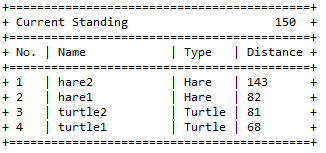 +===========================================+
+ Current Standing                     150  +
+===========================================+
+ No. | Name            | Type   | Distance +
+===========================================+
+ 1   | hare2           | Hare   | 143      +
+ 2   | hare1           | Hare   | 82       +
+ 3   | turtle2         | Turtle | 81       +
+ 4   | turtle1         | Turtle | 68       +
+===========================================+